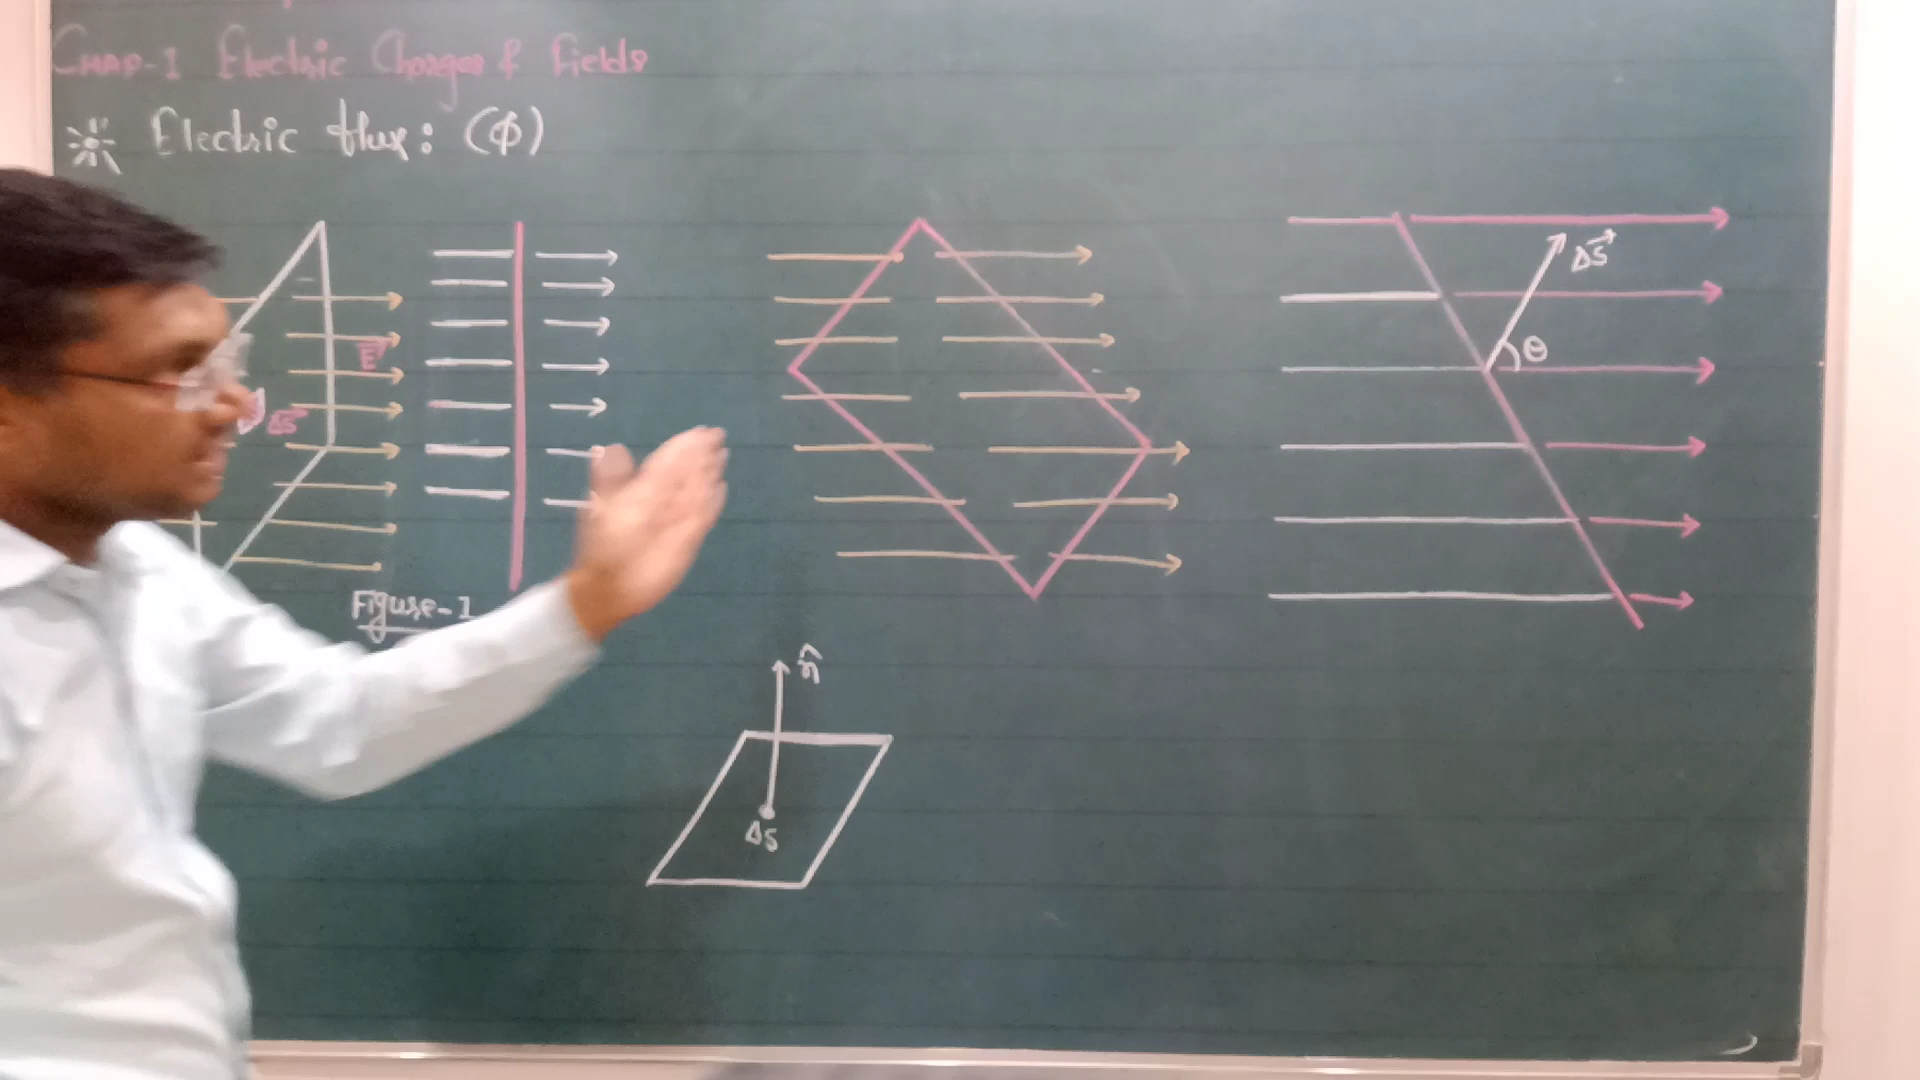 CHAP-1 Electric Charges & Fields
Electric flux: (Φ)
E⃗
ΔS⃗
Figure-1
ΔS⃗
θ
n̂
ΔS